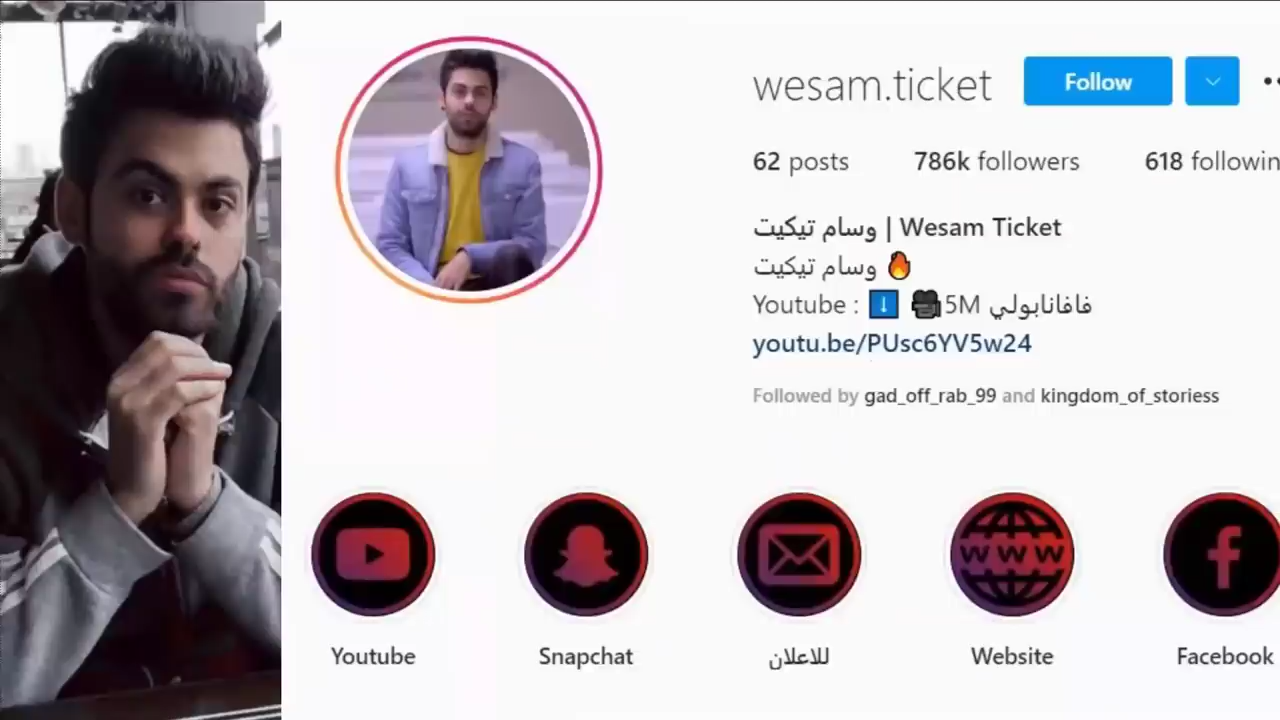 wesam.ticket Follow
62 posts 786k followers 618 followin
وسام تيكيت | Wesam Ticket
وسام تيكيت 🔥
Youtube : ⬇️ 🎥5M فافانابولي
youtu.be/PUsc6YV5w24
Followed by gad_off_rab_99 and kingdom_of_storiess
WWW
Youtube Snapchat للاعلان Website Facebook